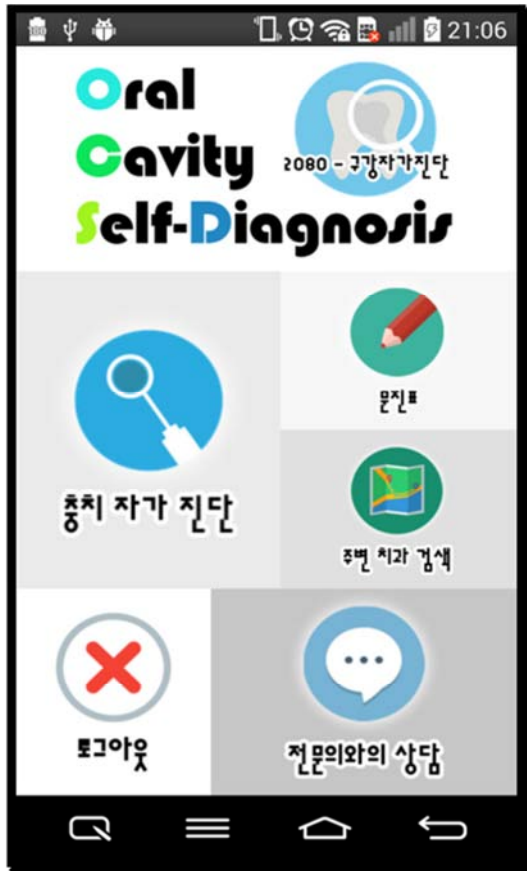 21:06
Oral
Cavity
2080 - 구강자가진단
Self-Diagnosis
충치 자가 진단
문진표
주변 치과 검색
로그아웃
전문의와의 상담